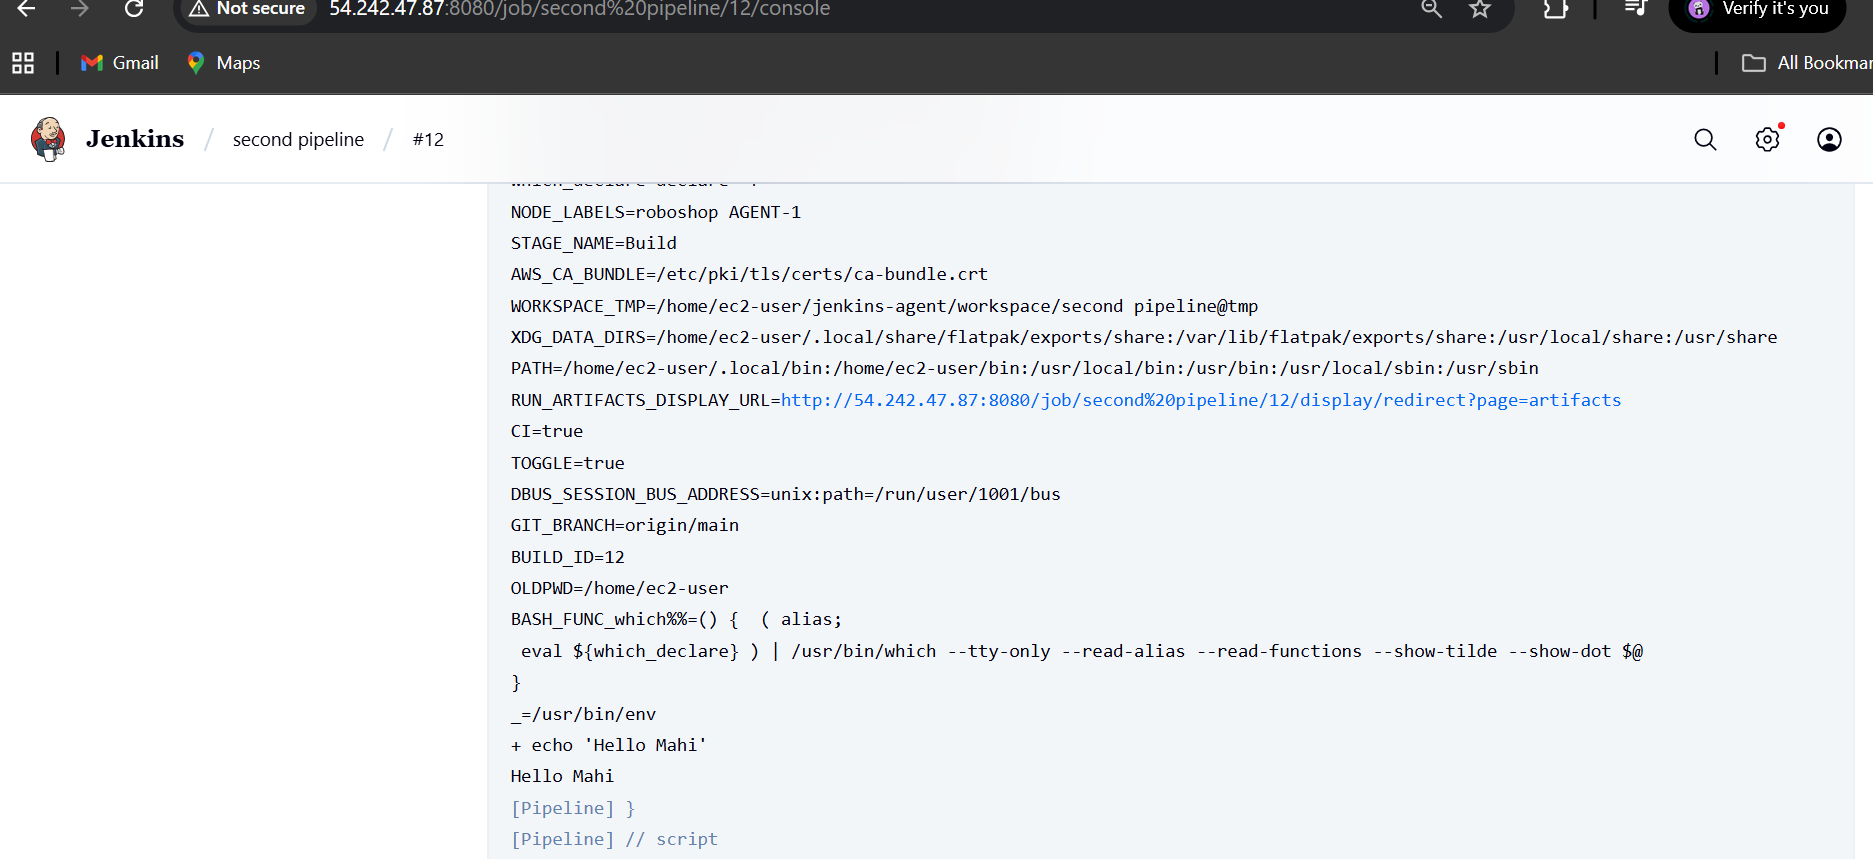 Not secure 54.242.47.87:8080/job/second%20pipeline/12/console Verify it's you
Gmail Maps All Bookmar
Jenkins / second pipeline / #12
NODE_LABELS=roboshop AGENT-1
STAGE_NAME=Build
AWS_CA_BUNDLE=/etc/pki/tls/certs/ca-bundle.crt
WORKSPACE_TMP=/home/ec2-user/jenkins-agent/workspace/second pipeline@tmp
XDG_DATA_DIRS=/home/ec2-user/.local/share/flatpak/exports/share:/var/lib/flatpak/exports/share:/usr/local/share:/usr/share
PATH=/home/ec2-user/.local/bin:/home/ec2-user/bin:/usr/local/bin:/usr/bin:/usr/local/sbin:/usr/sbin
RUN_ARTIFACTS_DISPLAY_URL=http://54.242.47.87:8080/job/second%20pipeline/12/display/redirect?page=artifacts
CI=true
TOGGLE=true
DBUS_SESSION_BUS_ADDRESS=unix:path=/run/user/1001/bus
GIT_BRANCH=origin/main
BUILD_ID=12
OLDPWD=/home/ec2-user
BASH_FUNC_which%%=() {  ( alias;
 eval ${which_declare} ) | /usr/bin/which --tty-only --read-alias --read-functions --show-tilde --show-dot $@
}
_=/usr/bin/env
+ echo 'Hello Mahi'
Hello Mahi
[Pipeline] }
[Pipeline] // script